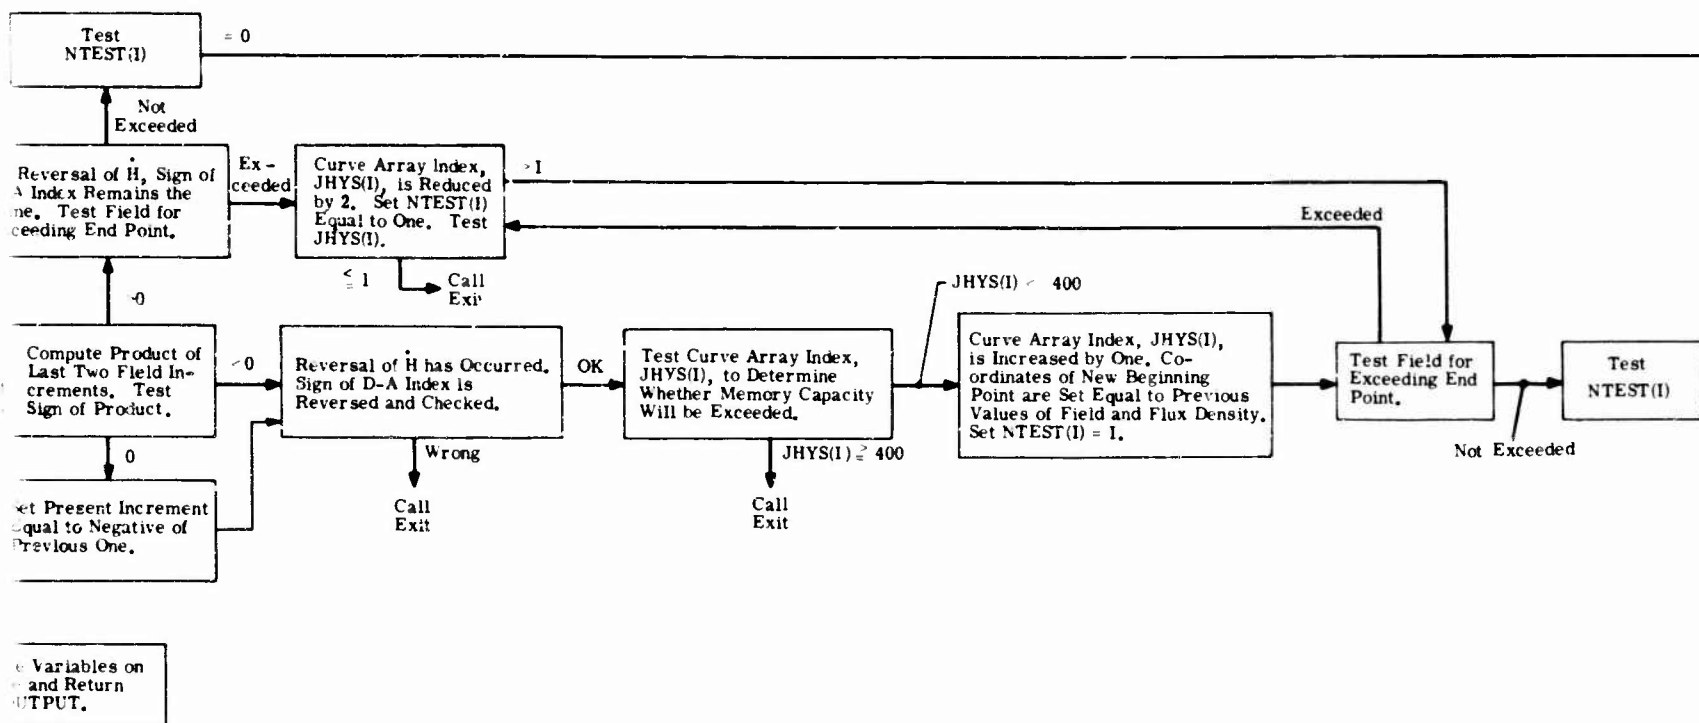 Test
NTEST(I)
= 0
Not
Exceeded
Reversal of Ḣ, Sign of
A Index Remains the
ne. Test Field for
ceeding End Point.
Ex-
ceeded
Curve Array Index,
JHYS(I), is Reduced
by 2. Set NTEST(I)
Equal to One. Test
JHYS(I).
>I
Exceeded
≤ 1
Call
Exi
0
JHYS(I) < 400
Compute Product of
Last Two Field In-
crements. Test
Sign of Product.
<0
Reversal of Ḣ has Occurred.
Sign of D-A Index is
Reversed and Checked.
OK
Test Curve Array Index,
JHYS(I), to Determine
Whether Memory Capacity
Will be Exceeded.
Curve Array Index, JHYS(I),
is Increased by One. Co-
ordinates of New Beginning
Point are Set Equal to Previous
Values of Field and Flux Density.
Set NTEST(I) = I.
Test Field for
Exceeding End
Point.
Test
NTEST(I)
0
Wrong
JHYS(I) ≥ 400
Not Exceeded
et Present Increment
qual to Negative of
Previous One.
Call
Exit
Call
Exit
Variables on
and Return
UTPUT.